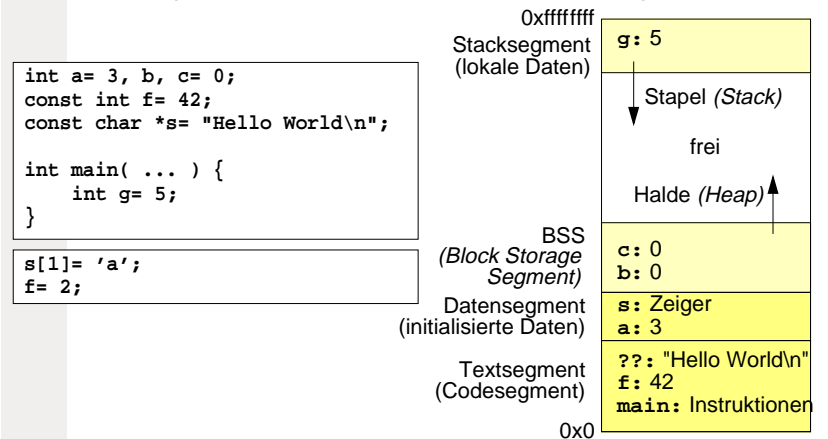 int a= 3, b, c= 0;
const int f= 42;
const char *s= "Hello World\n";
int main( ... ) {
int g= 5;
}
s[1]= 'a';
f= 2;
0xffffffff
Stacksegment
(lokale Daten)
g: 5
Stapel (Stack)
frei
Halde (Heap)
BSS
(Block Storage
Segment)
c: 0
b: 0
Datensegment
(initialisierte Daten)
s: Zeiger
a: 3
Textsegment
(Codesegment)
??: "Hello World\n"
f: 42
main: Instruktionen
0x0